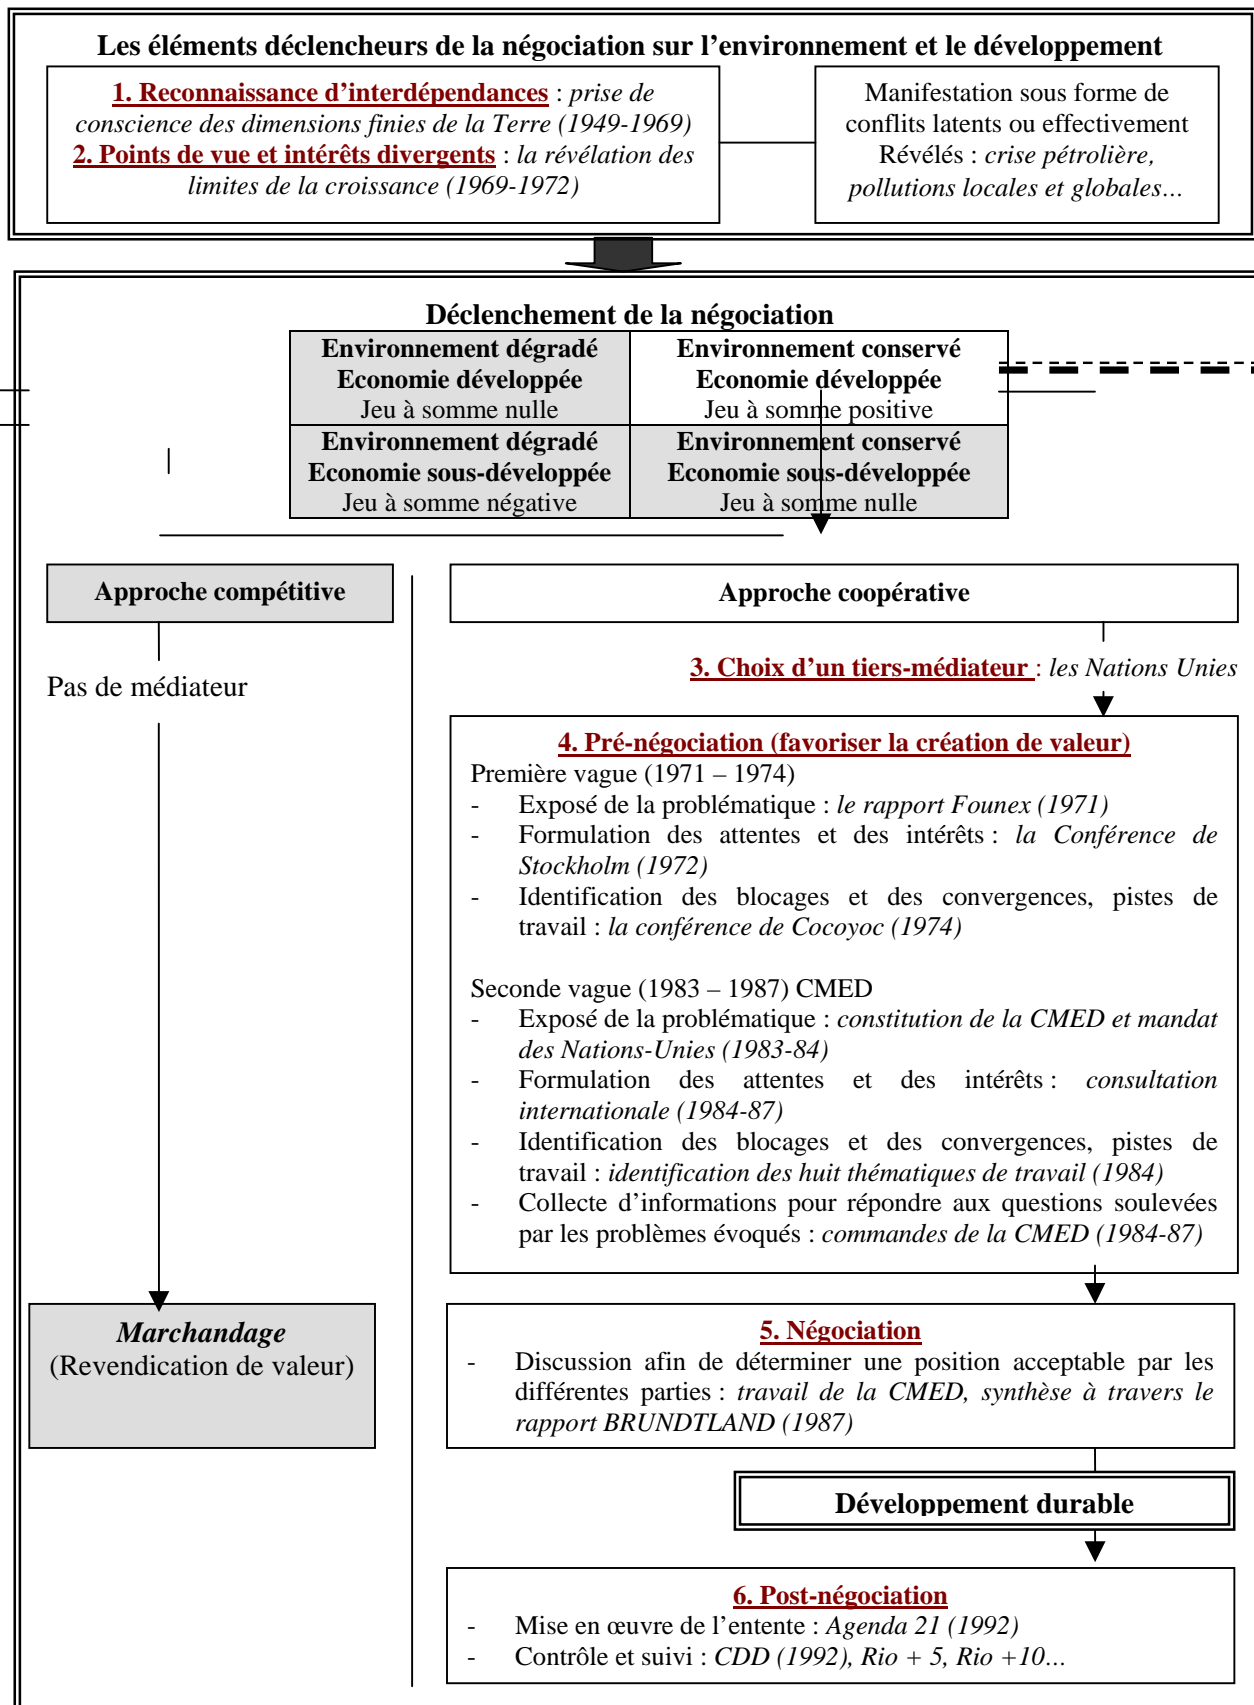 Les éléments déclencheurs de la négociation sur l’environnement et le développement
1. Reconnaissance d’interdépendances : prise de
conscience des dimensions finies de la Terre (1949-1969)
2. Points de vue et intérêts divergents : la révélation des
limites de la croissance (1969-1972)
Manifestation sous forme de
conflits latents ou effectivement
Révélés : crise pétrolière,
pollutions locales et globales…
Déclenchement de la négociation
Environnement dégradé
Economie développée
Jeu à somme nulle
Environnement conservé
Economie développée
Jeu à somme positive
Environnement dégradé
Economie sous-développée
Jeu à somme négative
Environnement conservé
Economie sous-développée
Jeu à somme nulle
Approche compétitive
Pas de médiateur
Marchandage
(Revendication de valeur)
Approche coopérative
3. Choix d’un tiers-médiateur : les Nations Unies
4. Pré-négociation (favoriser la création de valeur)
Première vague (1971 – 1974)
- Exposé de la problématique : le rapport Founex (1971)
- Formulation des attentes et des intérêts : la Conférence de
Stockholm (1972)
- Identification des blocages et des convergences, pistes de
travail : la conférence de Cocoyoc (1974)
Seconde vague (1983 – 1987) CMED
- Exposé de la problématique : constitution de la CMED et mandat
des Nations-Unies (1983-84)
- Formulation des attentes et des intérêts : consultation
internationale (1984-87)
- Identification des blocages et des convergences, pistes de
travail : identification des huit thématiques de travail (1984)
- Collecte d’informations pour répondre aux questions soulevées
par les problèmes évoqués : commandes de la CMED (1984-87)
5. Négociation
- Discussion afin de déterminer une position acceptable par les
différentes parties : travail de la CMED, synthèse à travers le
rapport BRUNDTLAND (1987)
Développement durable
6. Post-négociation
- Mise en œuvre de l’entente : Agenda 21 (1992)
- Contrôle et suivi : CDD (1992), Rio + 5, Rio +10…